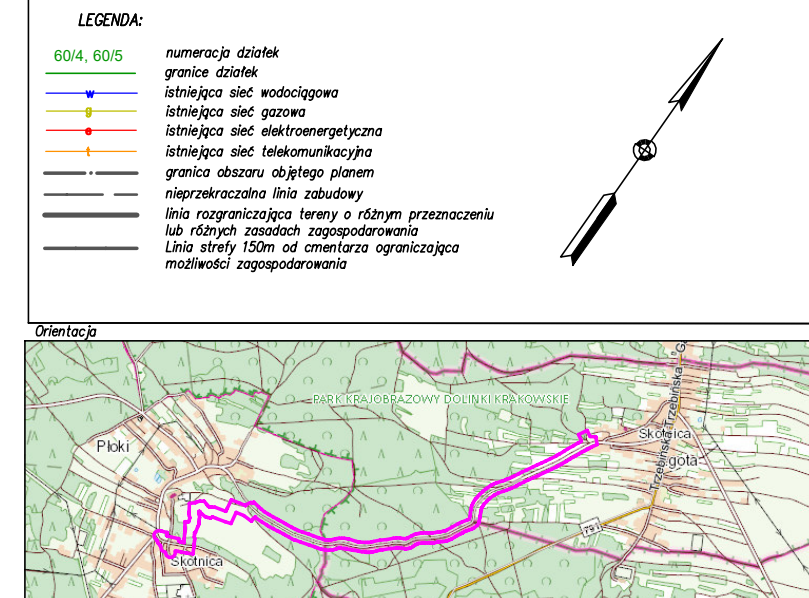 LEGENDA:
60/4, 60/5
numeracja działek
granice działek
w
istniejąca sieć wodociągowa
g
istniejąca sieć gazowa
e
istniejąca sieć elektroenergetyczna
t
istniejąca sieć telekomunikacyjna
granica obszaru objętego planem
nieprzekraczalna linia zabudowy
linia rozgraniczająca tereny o różnym przeznaczeniu
lub różnych zasadach zagospodarowania
Linia strefy 150m od cmentarza ograniczająca
możliwości zagospodarowania
Orientacja
PARK KRAJOBRAZOWY DOLINKI KRAKOWSKIE
Płoki
Skotnica
gota
Trzebińska
Trzebińska
G.
791
Skotnica